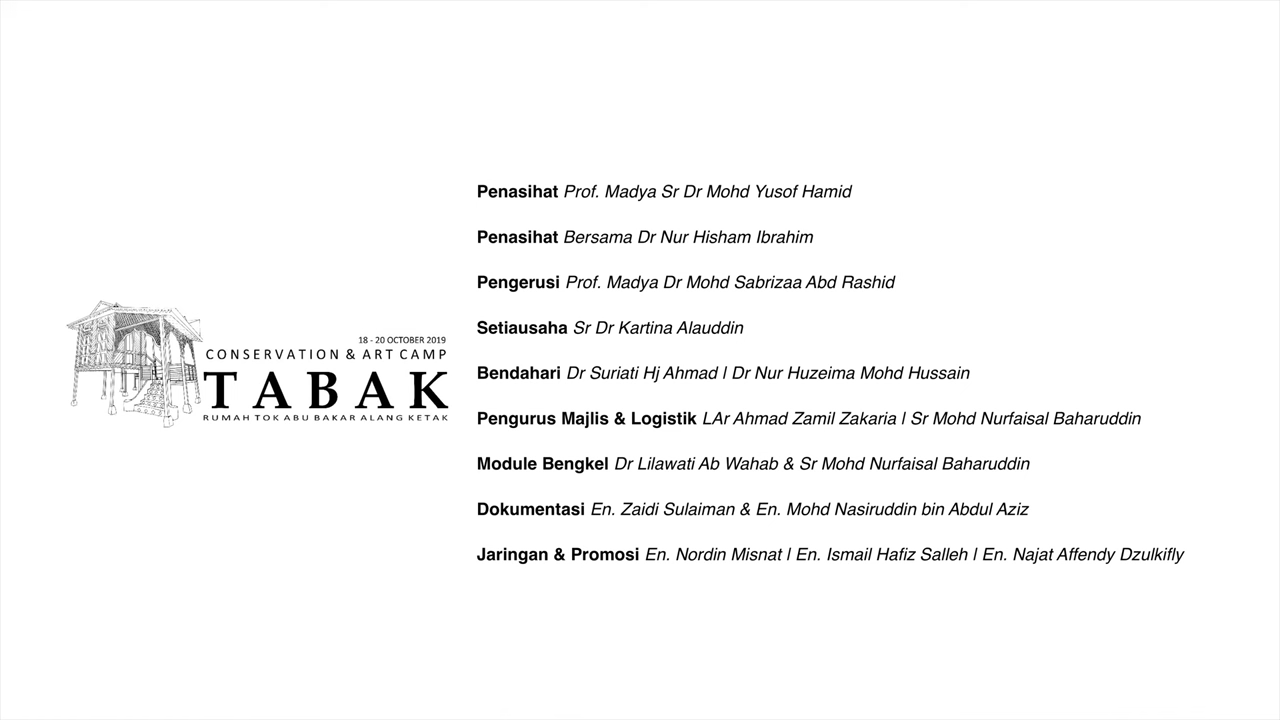 18 - 20 OCTOBER 2019
CONSERVATION & ART CAMP
TABAK
RUMAH TOK ABU BAKAR ALANG KETAK
Penasihat Prof. Madya Sr Dr Mohd Yusof Hamid
Penasihat Bersama Dr Nur Hisham Ibrahim
Pengerusi Prof. Madya Dr Mohd Sabrizaa Abd Rashid
Setiausaha Sr Dr Kartina Alauddin
Bendahari Dr Suriati Hj Ahmad | Dr Nur Huzeima Mohd Hussain
Pengurus Majlis & Logistik LAr Ahmad Zamil Zakaria | Sr Mohd Nurfaisal Baharuddin
Module Bengkel Dr Lilawati Ab Wahab & Sr Mohd Nurfaisal Baharuddin
Dokumentasi En. Zaidi Sulaiman & En. Mohd Nasiruddin bin Abdul Aziz
Jaringan & Promosi En. Nordin Misnat | En. Ismail Hafiz Salleh | En. Najat Affendy Dzulkifly